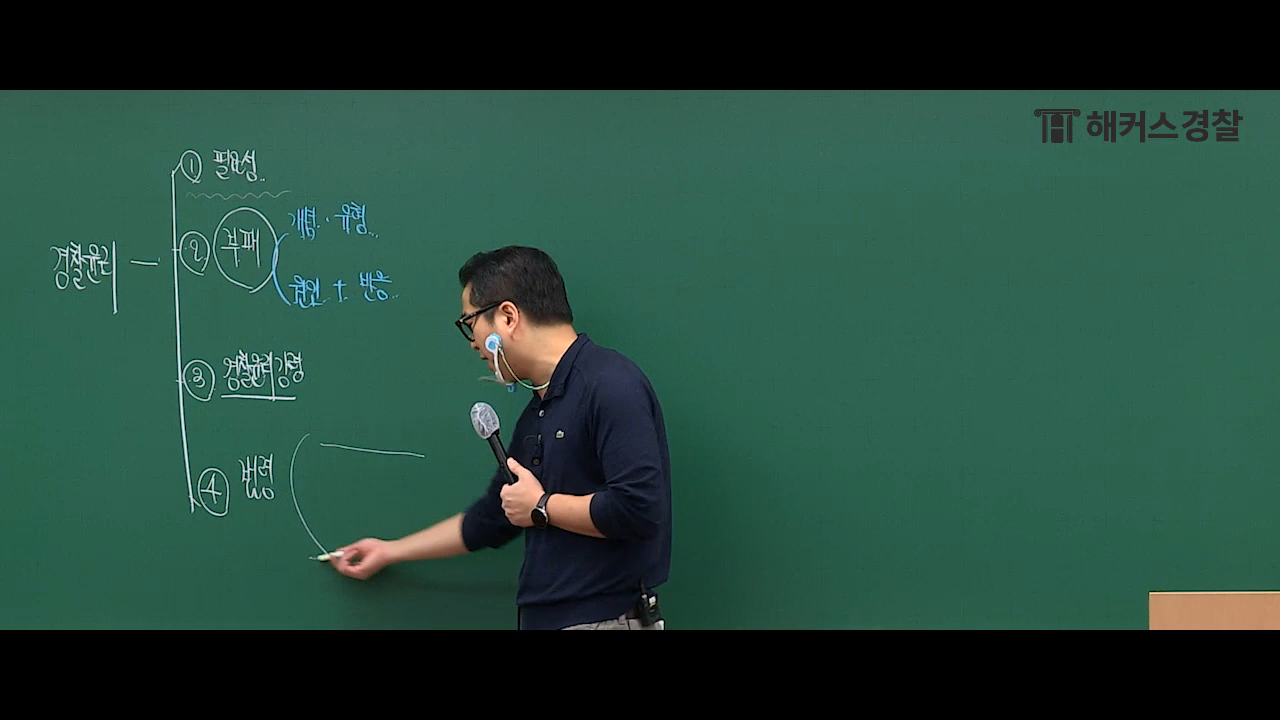 해커스경찰
① 필요성
경찰윤리 —
② 부패
개념·유형
원인 + 반응
③ 경찰윤리강령
④ 법령